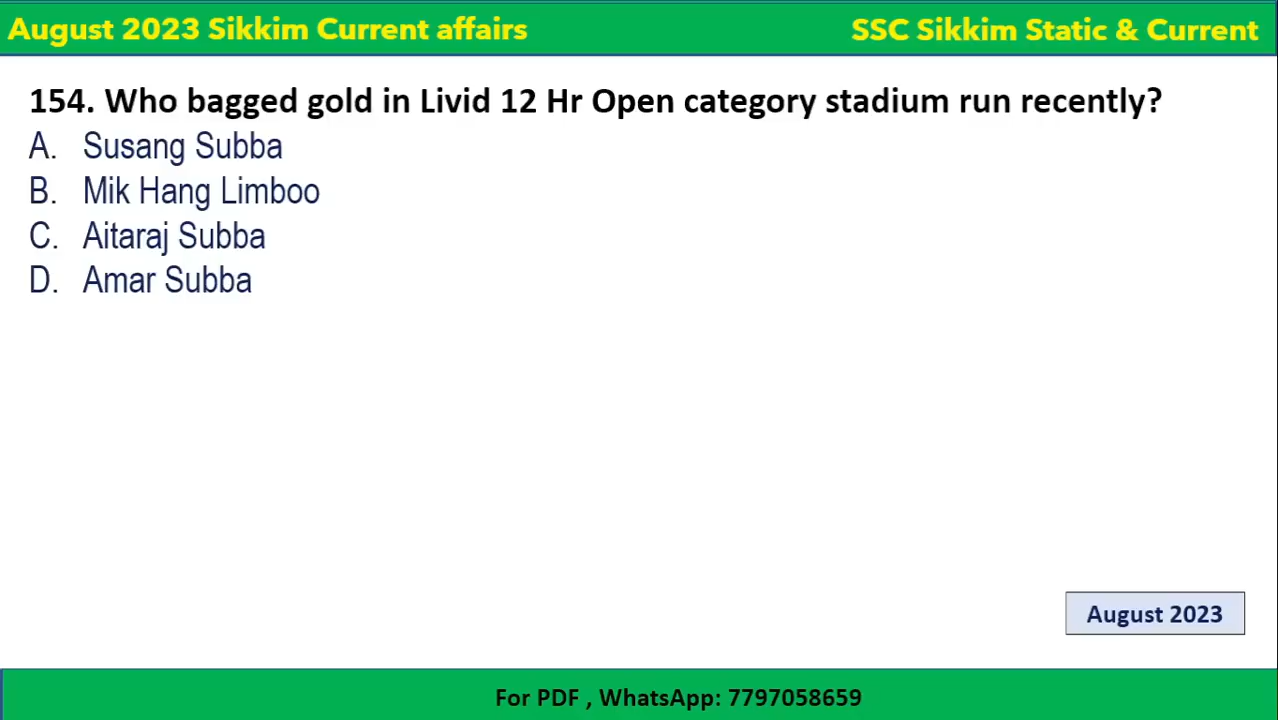 August 2023 Sikkim Current affairs
SSC Sikkim Static & Current
154. Who bagged gold in Livid 12 Hr Open category stadium run recently?
A. Susang Subba
B. Mik Hang Limboo
C. Aitaraj Subba
D. Amar Subba
August 2023
For PDF , WhatsApp: 7797058659